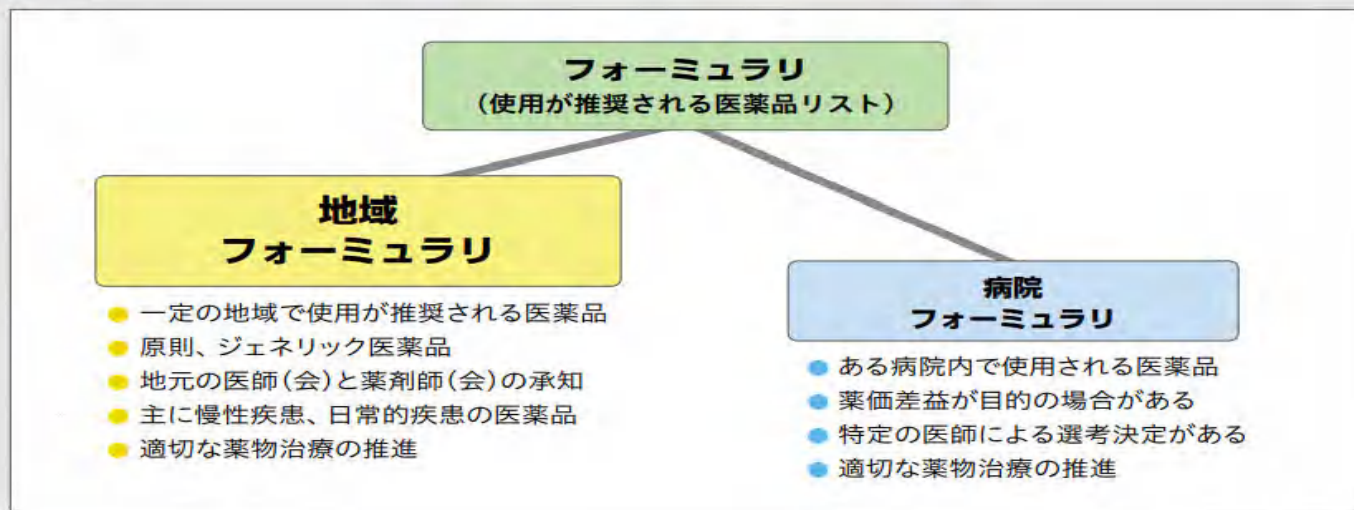 フォーミュラリ
（使用が推奨される医薬品リスト）
地域
フォーミュラリ
● 一定の地域で使用が推奨される医薬品
● 原則、ジェネリック医薬品
● 地元の医師（会）と薬剤師（会）の承知
● 主に慢性疾患、日常的疾患の医薬品
● 適切な薬物治療の推進
病院
フォーミュラリ
● ある病院内で使用される医薬品
● 薬価差益が目的の場合がある
● 特定の医師による選考決定がある
● 適切な薬物治療の推進